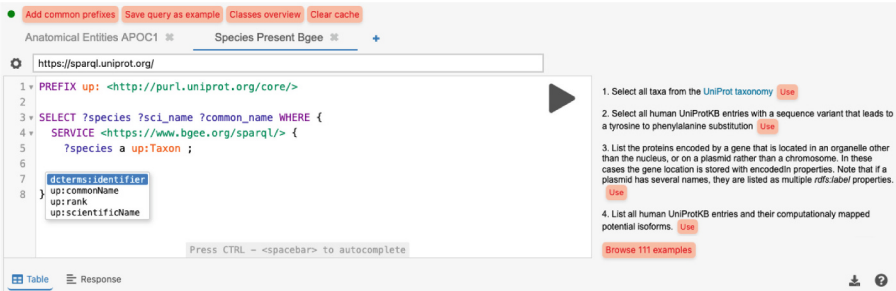 Add common prefixes Save query as example Classes overview Clear cache
Anatomical Entities APOC1 Species Present Bgee +
https://sparql.uniprot.org/
1 PREFIX up: <http://purl.uniprot.org/core/>
2
3 SELECT ?species ?sci_name ?common_name WHERE {
4 SERVICE <https://www.bgee.org/sparql/> {
5 ?species a up:Taxon ;
6
7 dcterms:identifier
8 } up:commonName
up:rank
up:scientificName
Press CTRL - <spacebar> to autocomplete
1. Select all taxa from the UniProt taxonomy Use
2. Select all human UniProtKB entries with a sequence variant that leads to
a tyrosine to phenylalanine substitution Use
3. List the proteins encoded by a gene that is located in an organelle other
than the nucleus, or on a plasmid rather than a chromosome. In these
cases the gene location is stored with encodedIn properties. Note that if a
plasmid has several names, they are listed as multiple rdfs:label properties.
Use
4. List all human UniProtKB entries and their computationaly mapped
potential isoforms. Use
Browse 111 examples
Table Response